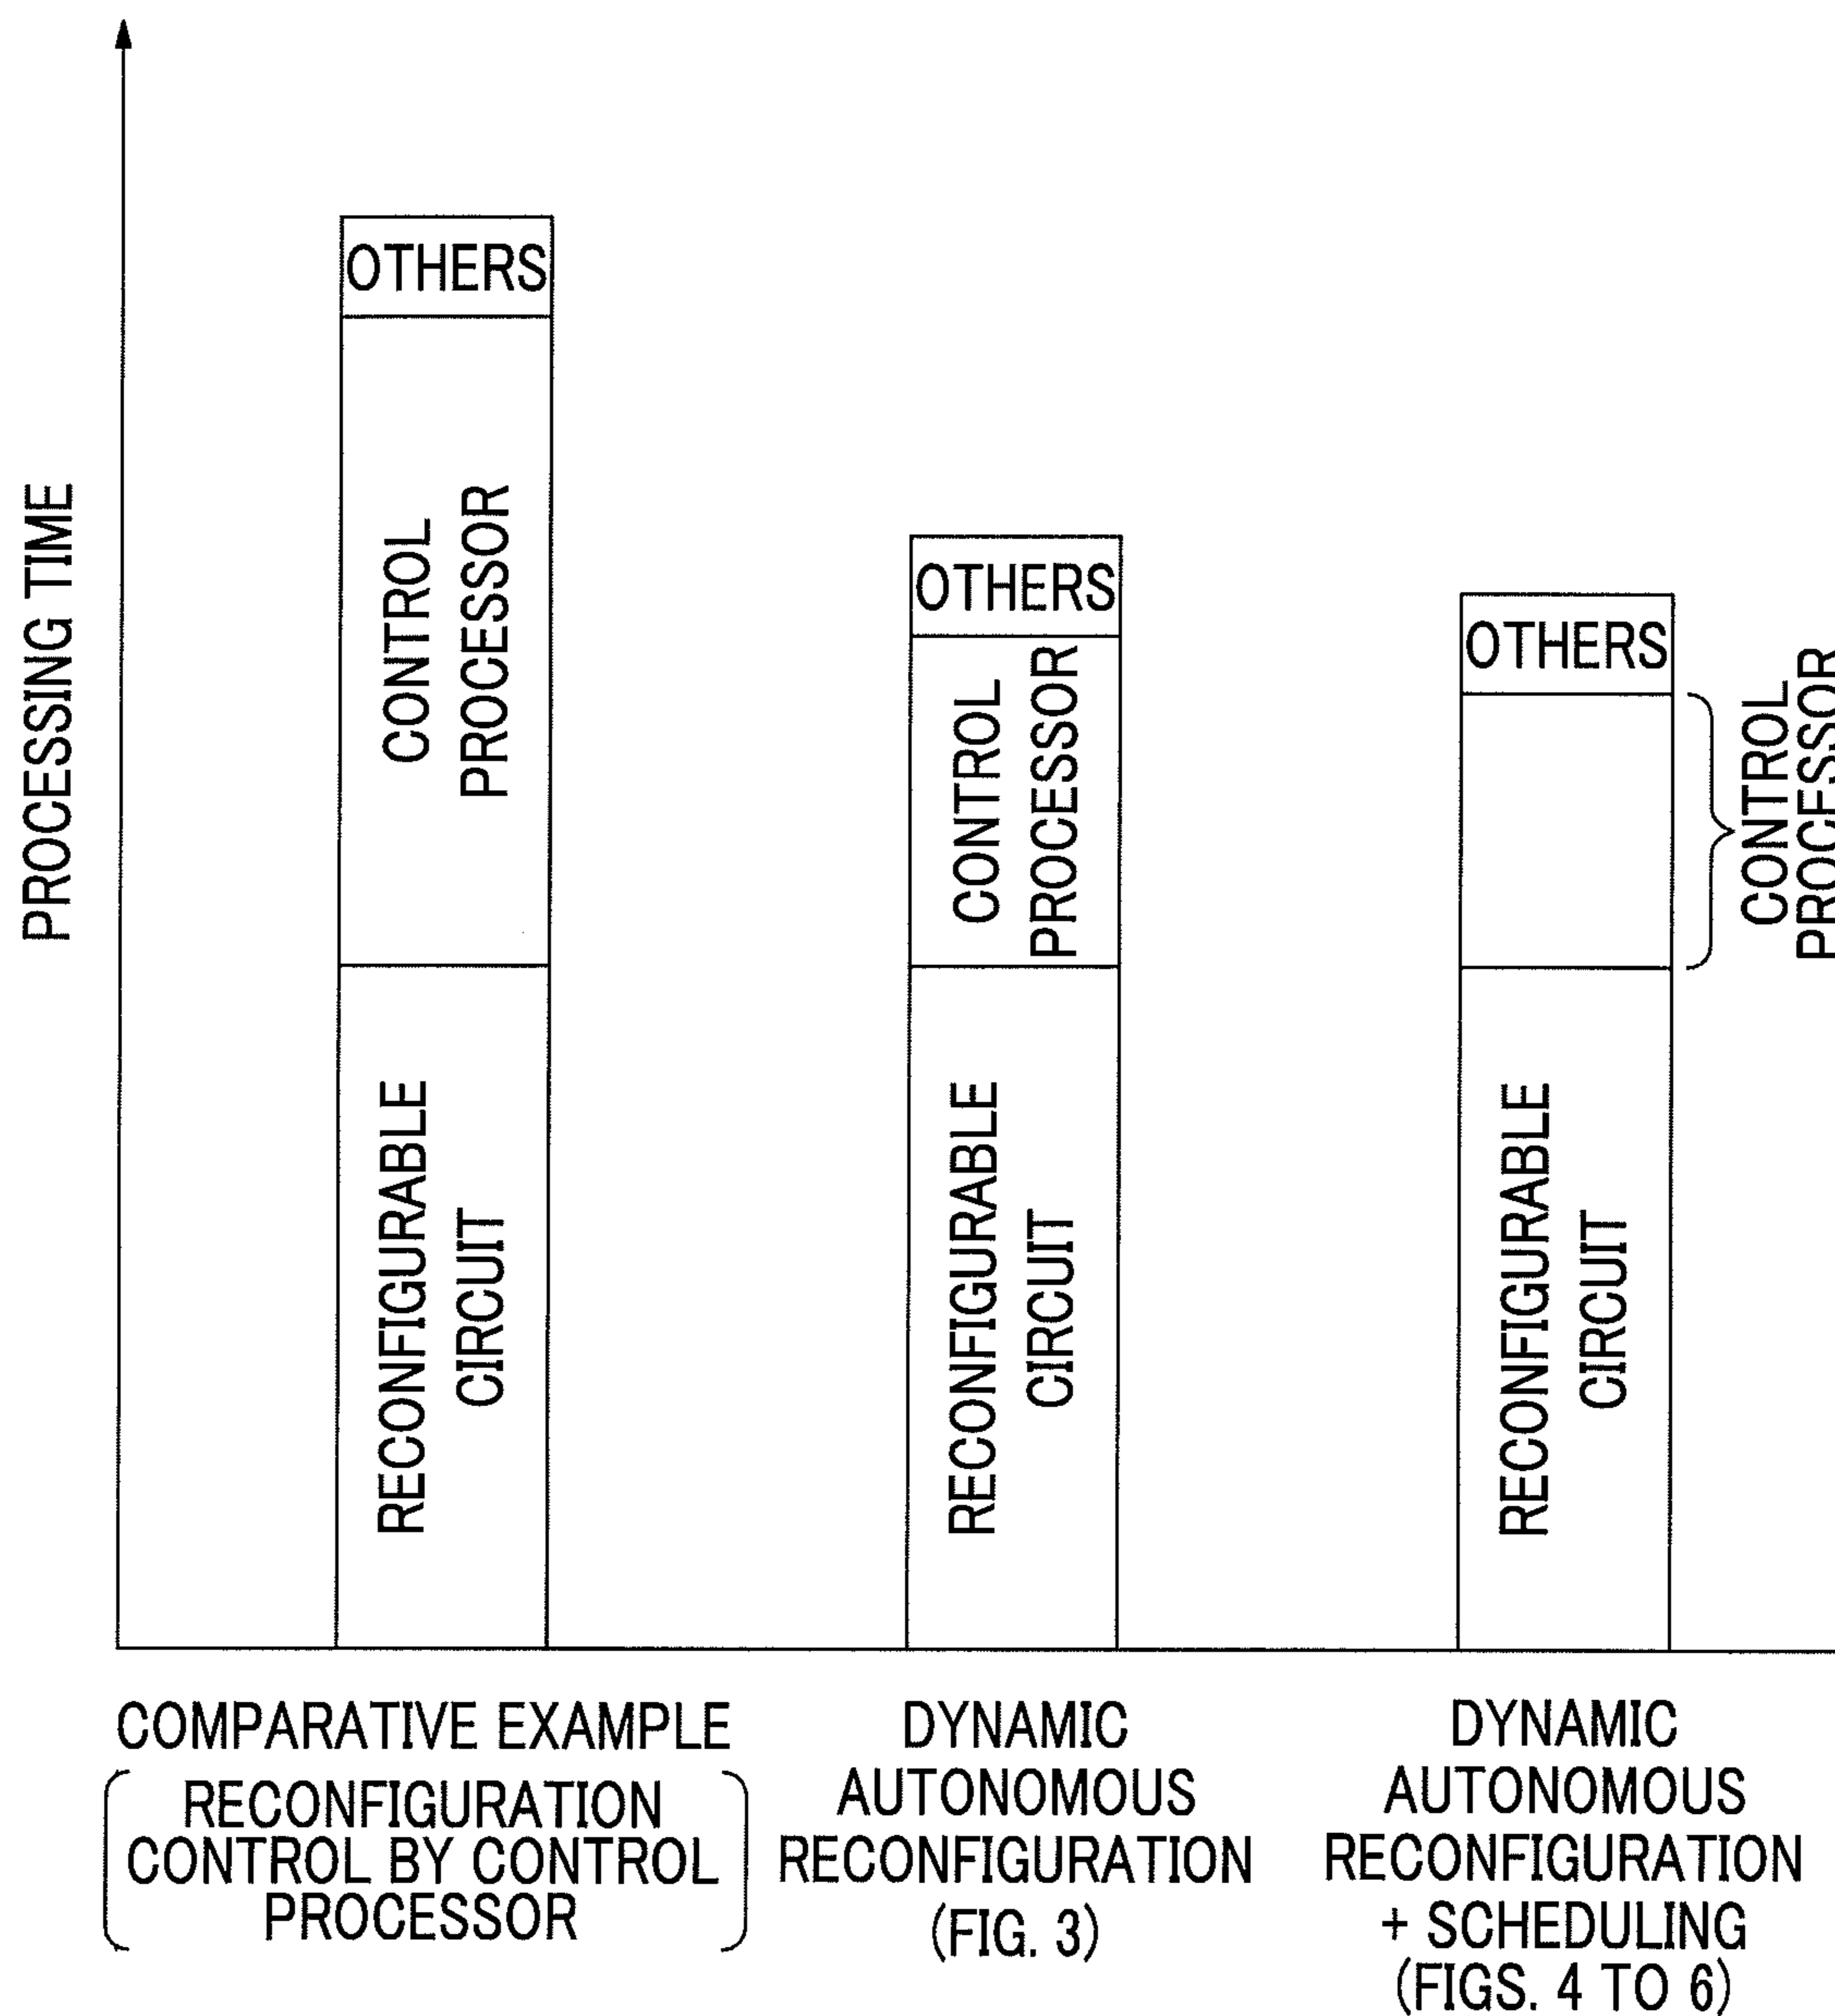 PROCESSING TIME
OTHERS
CONTROL
PROCESSOR
RECONFIGURABLE
CIRCUIT
OTHERS
CONTROL
PROCESSOR
RECONFIGURABLE
CIRCUIT
OTHERS
CONTROL
PROCESSOR
RECONFIGURABLE
CIRCUIT
COMPARATIVE EXAMPLE
RECONFIGURATION
CONTROL BY CONTROL
PROCESSOR
DYNAMIC
AUTONOMOUS
RECONFIGURATION
(FIG. 3)
DYNAMIC
AUTONOMOUS
RECONFIGURATION
+ SCHEDULING
(FIGS. 4 TO 6)